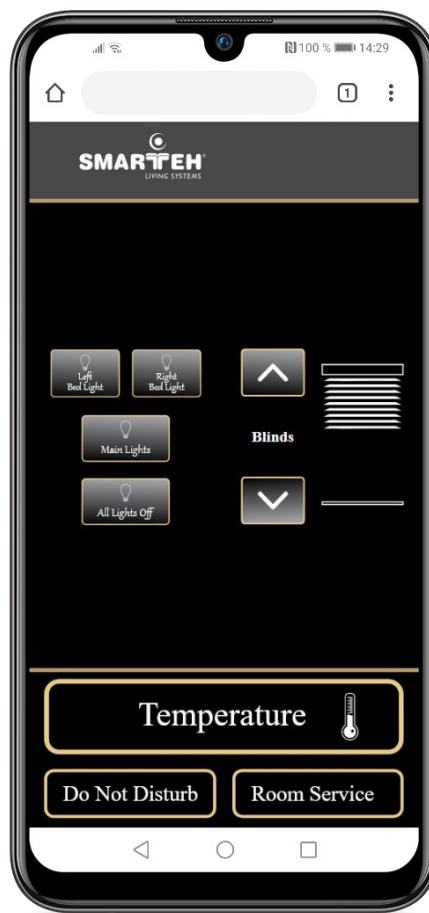 100 % 14:29
1
SMARTEH®
LIVING SYSTEMS
Left
Bed Light
Right
Bed Light
Main Lights
Blinds
All Lights Off
Temperature
Do Not Disturb
Room Service